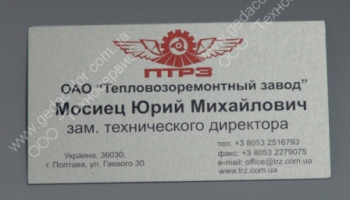 ПТРЗ
ОАО "Тепловозоремонтный завод"
Мосиец Юрий Михайлович
зам. технического директора
Украина, 36030,
г. Полтава, ул. Гаевого 30
тел: +3 8053 2516793
факс: +3 8053 2279075
e-mail: office@trz.com.ua
www.trz.com.ua